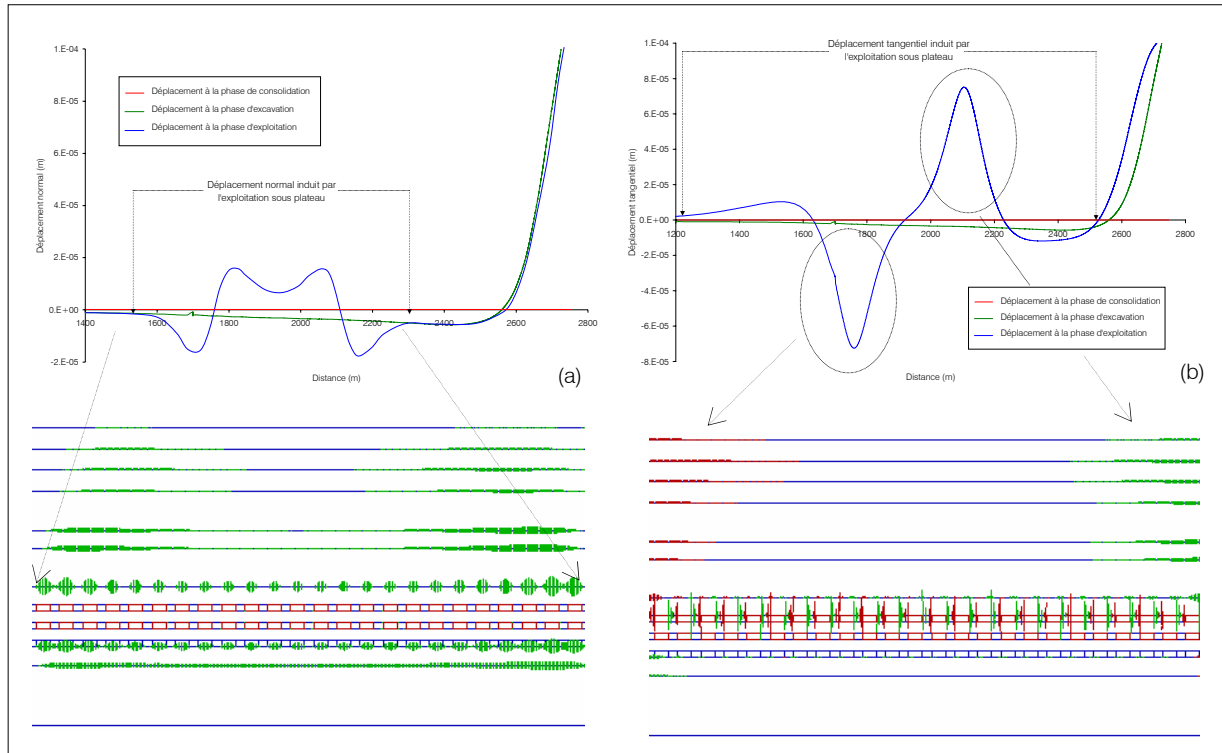 1.E-04
8.E-05
6.E-05
4.E-05
2.E-05
0.E+00
-2.E-05
Déplacement normal (m)
Déplacement à la phase de consolidation
Déplacement à la phase d'excavation
Déplacement à la phase d'exploitation
Déplacement normal induit par
l'exploitation sous plateau
1400 1600 1800 2000 2200 2400 2600 2800
Distance (m)
(a)
1.E-04
8.E-05
6.E-05
4.E-05
2.E-05
0.E+00
-2.E-05
-4.E-05
-6.E-05
-8.E-05
Déplacement tangentiel (m)
Déplacement tangentiel induit par
l'exploitation sous plateau
1200 1400 1600 1800 2000 2200 2400 2600 2800
Déplacement à la phase de consolidation
Déplacement à la phase d'excavation
Déplacement à la phase d'exploitation
Distance (m)
(b)